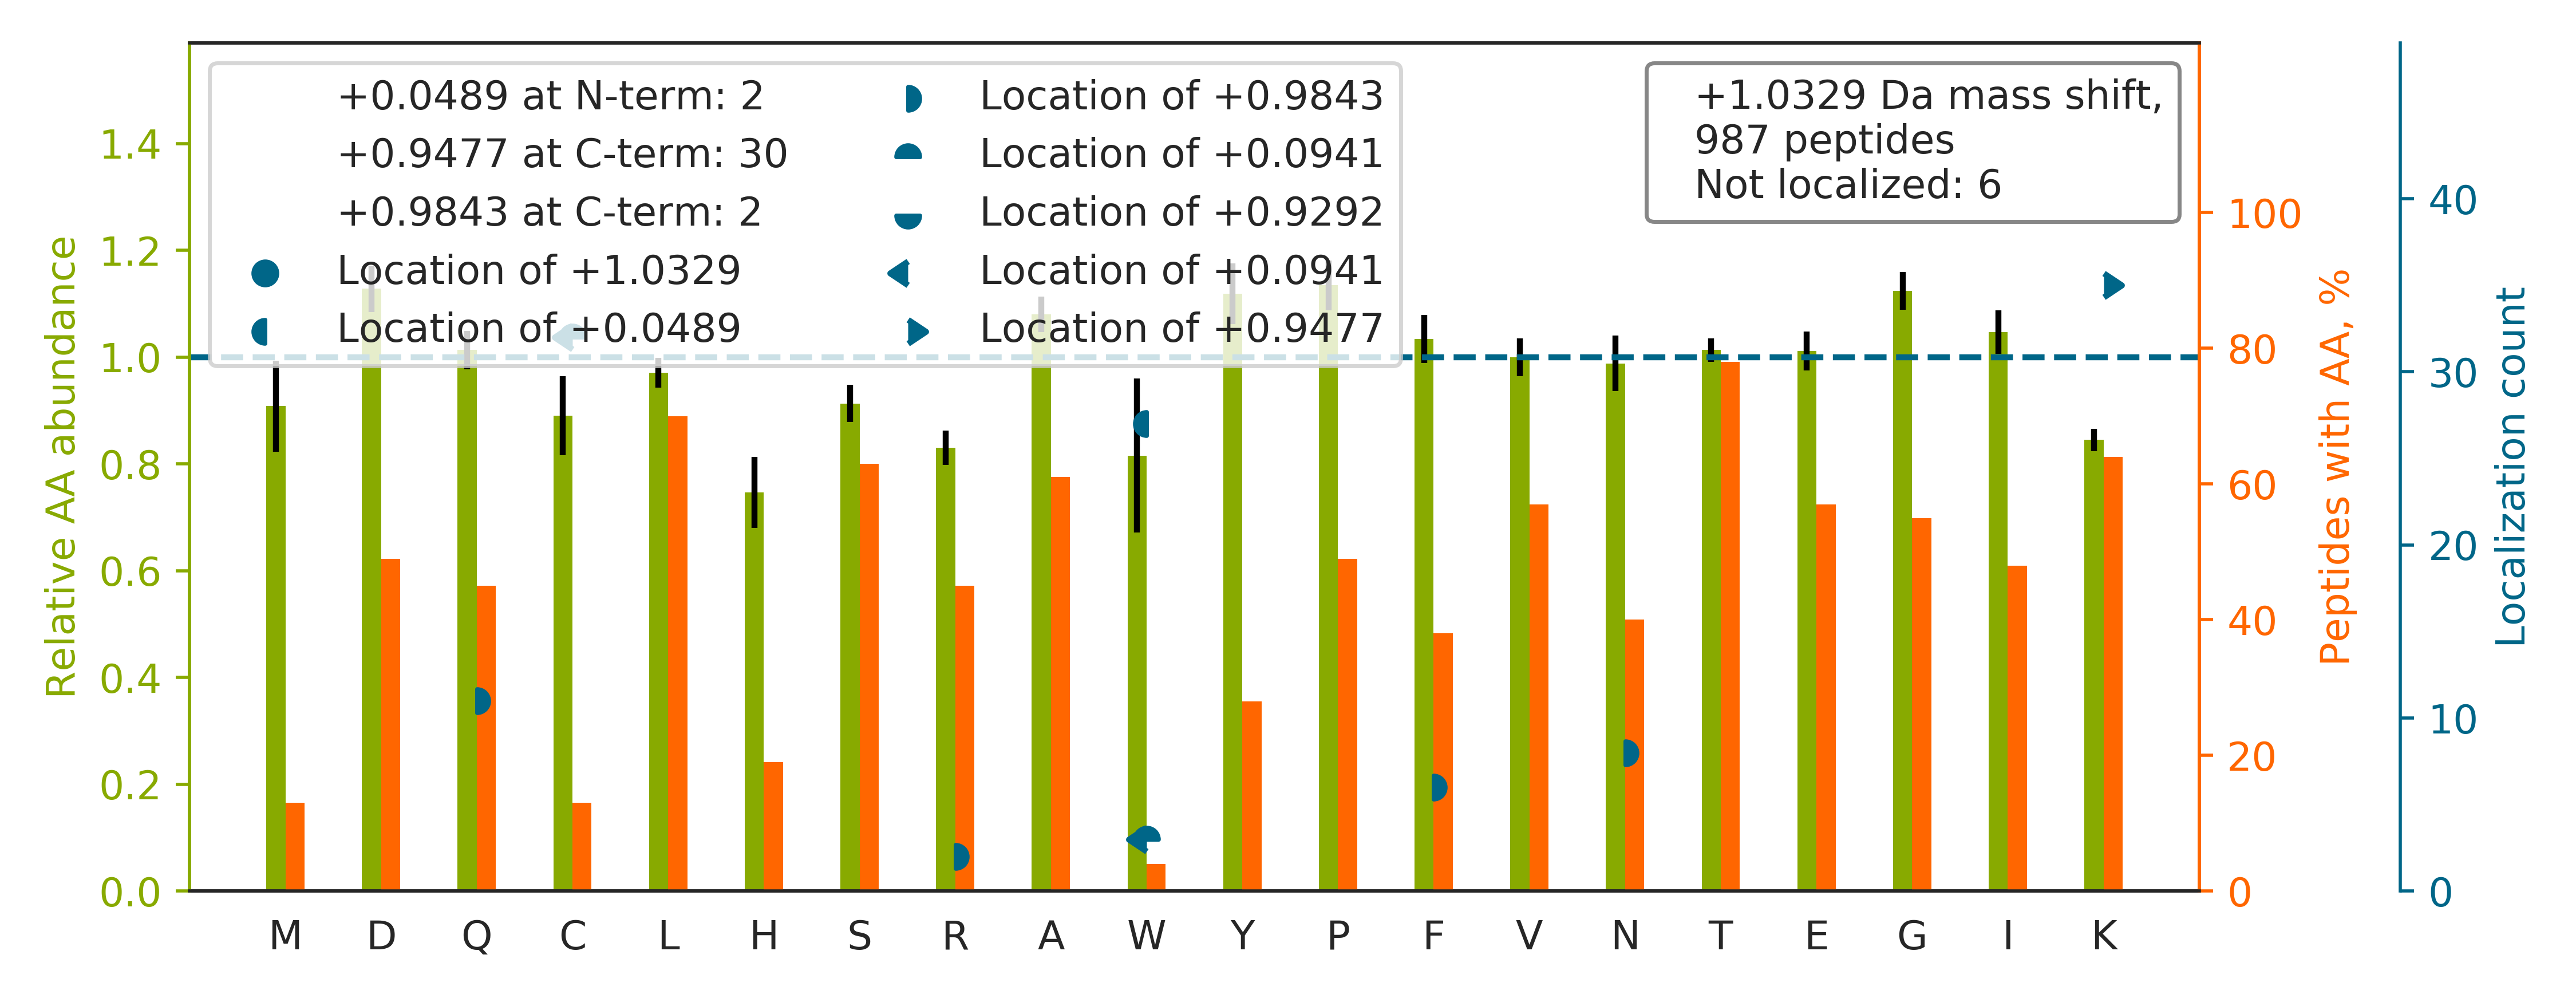 +0.0489 at N-term: 2
+0.9477 at C-term: 30
+0.9843 at C-term: 2
Location of +1.0329
Location of +0.0489
Location of +0.9843
Location of +0.0941
Location of +0.9292
Location of +0.0941
Location of +0.9477
+1.0329 Da mass shift,
987 peptides
Not localized: 6
Relative AA abundance
1.4
1.2
1.0
0.8
0.6
0.4
0.2
0.0
100
80
60
40
20
0
Peptides with AA, %
40
30
20
10
0
Localization count
M D Q C L H S R A W Y P F V N T E G I K